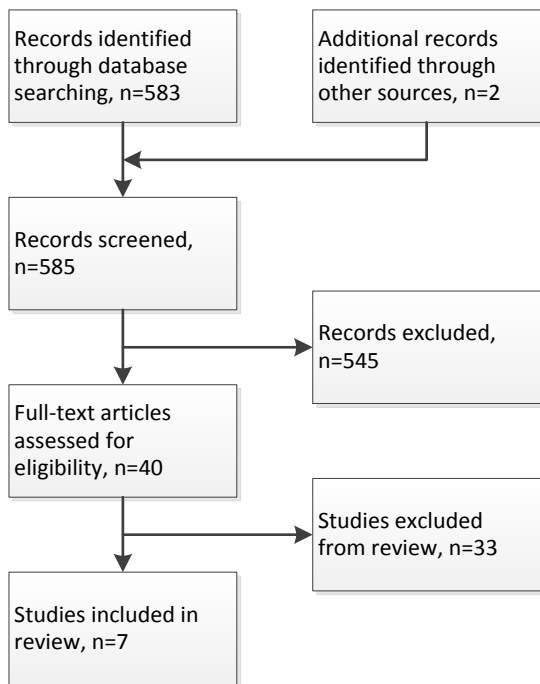 Records identified
through database
searching, n=583
Additional records
identified through
other sources, n=2
Records screened,
n=585
Records excluded,
n=545
Full-text articles
assessed for
eligibility, n=40
Studies excluded
from review, n=33
Studies included in
review, n=7